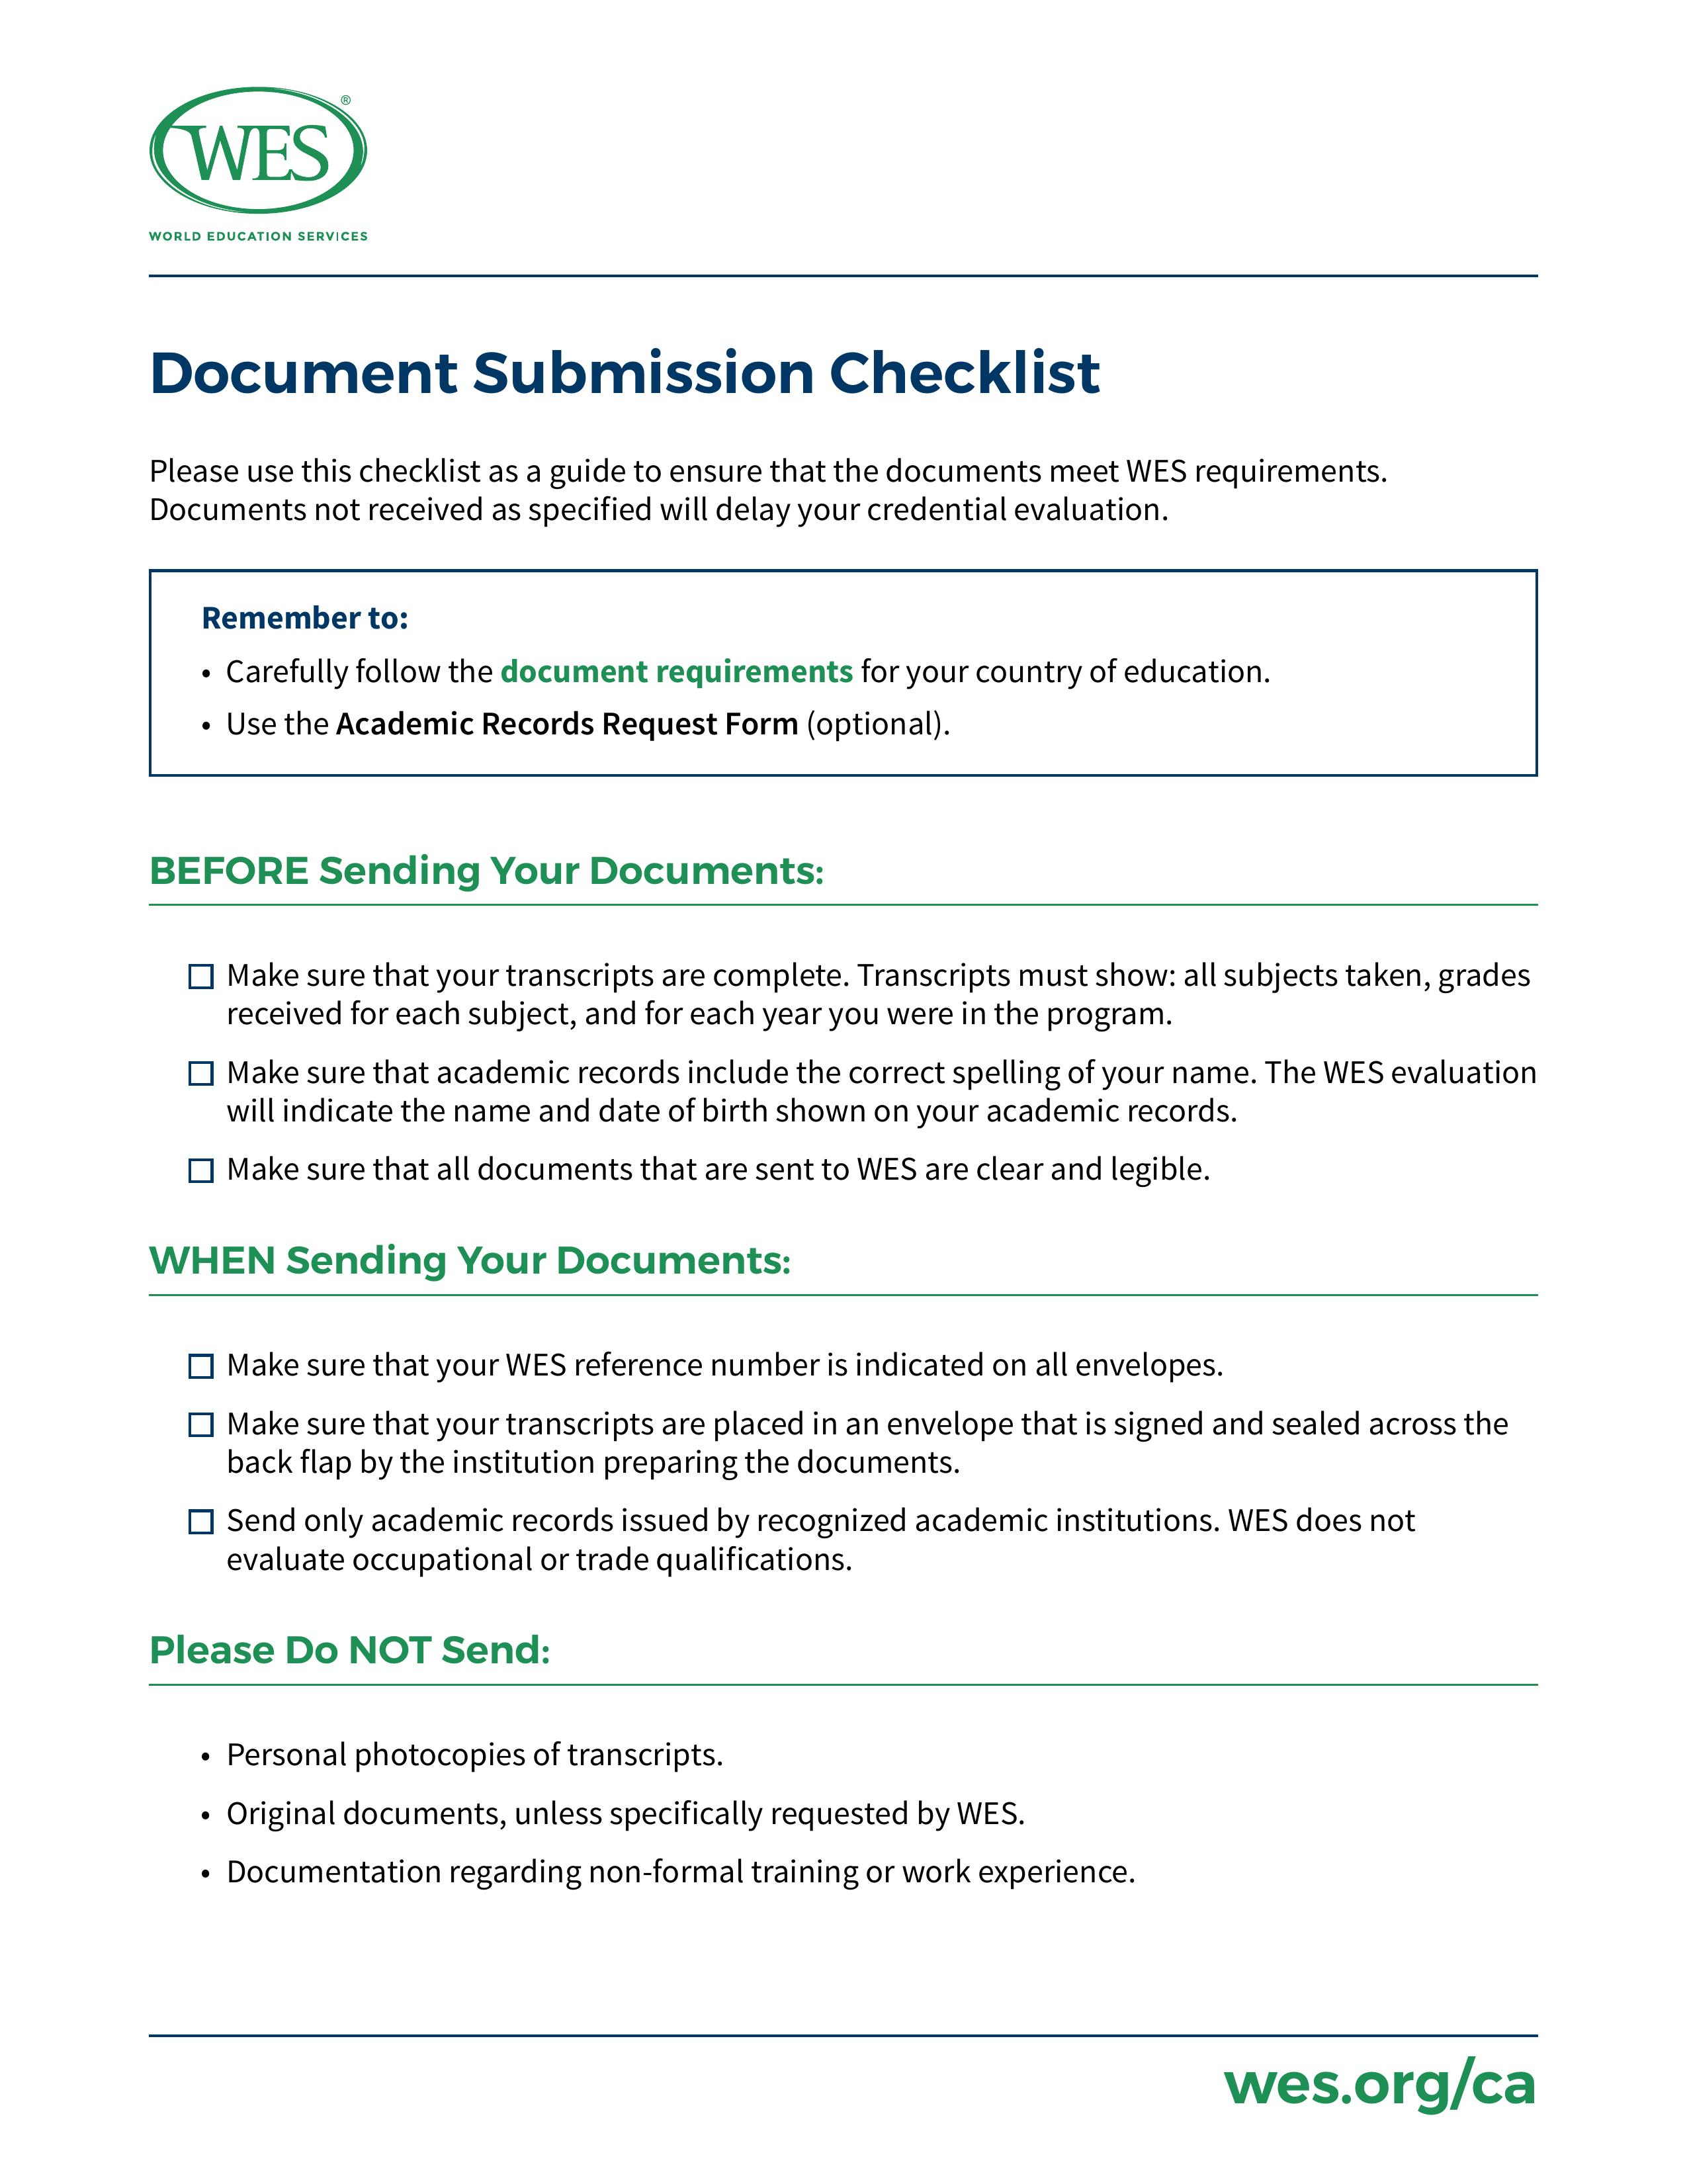 WES®
WORLD EDUCATION SERVICES
Document Submission Checklist
Please use this checklist as a guide to ensure that the documents meet WES requirements.
Documents not received as specified will delay your credential evaluation.
Remember to:
• Carefully follow the document requirements for your country of education.
• Use the Academic Records Request Form (optional).
BEFORE Sending Your Documents:
☐ Make sure that your transcripts are complete. Transcripts must show: all subjects taken, grades
received for each subject, and for each year you were in the program.
☐ Make sure that academic records include the correct spelling of your name. The WES evaluation
will indicate the name and date of birth shown on your academic records.
☐ Make sure that all documents that are sent to WES are clear and legible.
WHEN Sending Your Documents:
☐ Make sure that your WES reference number is indicated on all envelopes.
☐ Make sure that your transcripts are placed in an envelope that is signed and sealed across the
back flap by the institution preparing the documents.
☐ Send only academic records issued by recognized academic institutions. WES does not
evaluate occupational or trade qualifications.
Please Do NOT Send:
• Personal photocopies of transcripts.
• Original documents, unless specifically requested by WES.
• Documentation regarding non-formal training or work experience.
wes.org/ca